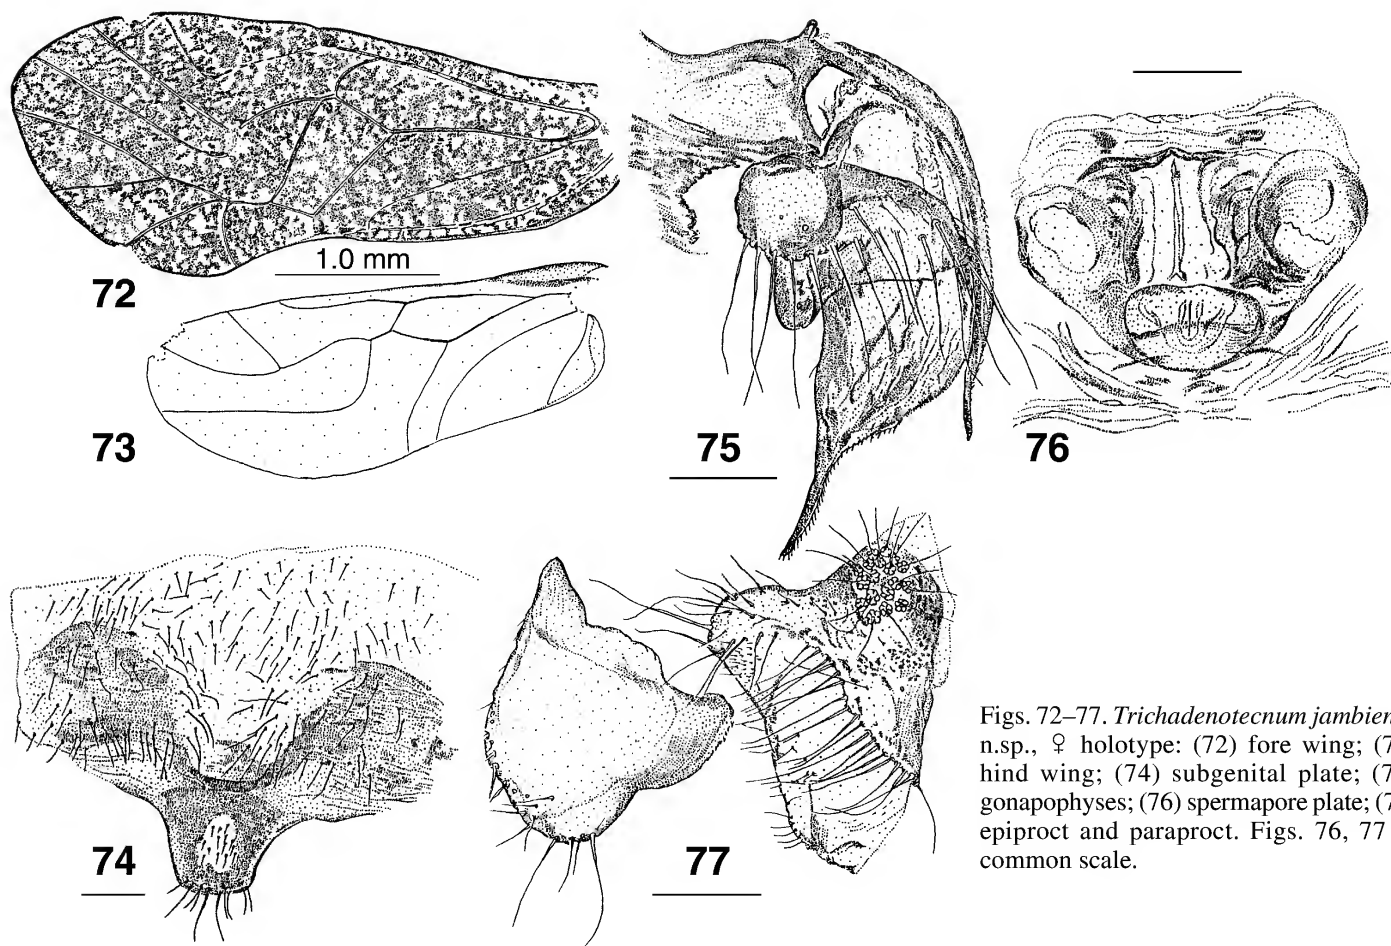 72
1.0 mm
73
75
76
74
77
Figs. 72–77. Trichadenotecnum jambien
n.sp., ♀ holotype: (72) fore wing; (7
hind wing; (74) subgenital plate; (7
gonapophyses; (76) spermapore plate; (7
epiproct and paraproct. Figs. 76, 77
common scale.